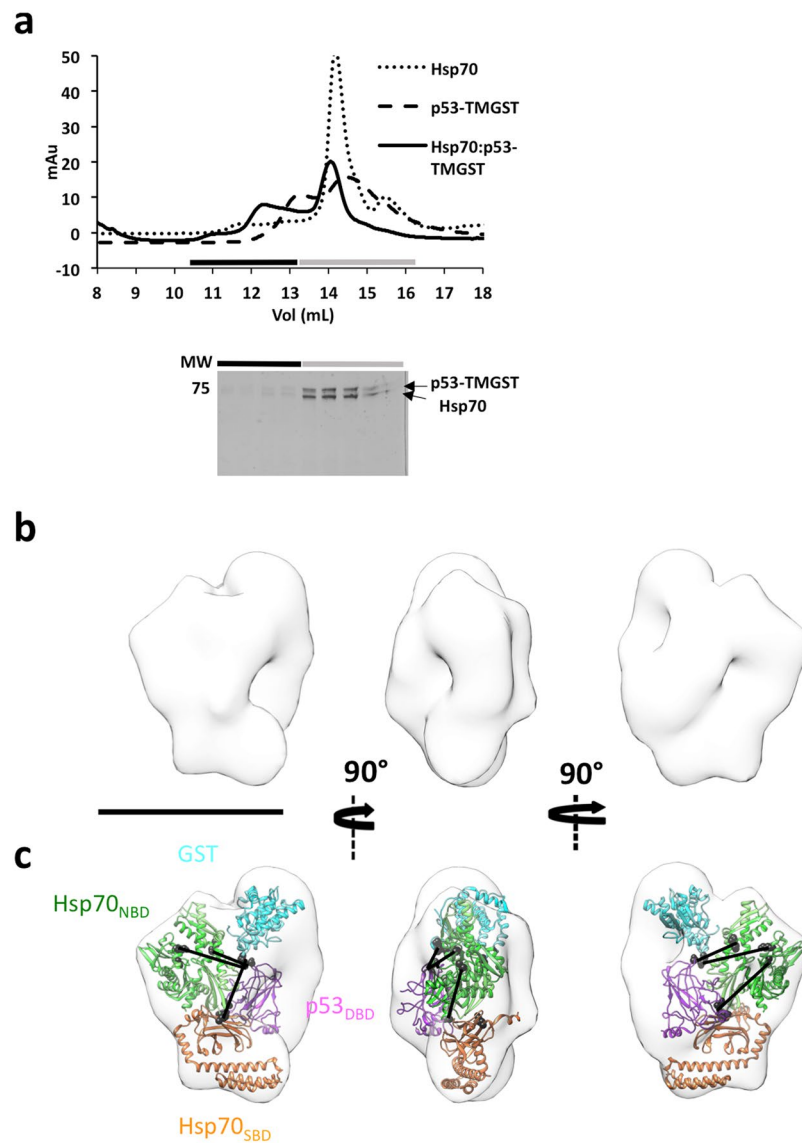 a
50
40
30
20
10
0
-10
mAu
8 9 10 11 12 13 14 15 16 17 18
Vol (mL)
Hsp70
p53-TMGST
Hsp70:p53-
TMGST
MW
75
p53-TMGST
Hsp70
b
90°
90°
c
GST
Hsp70NBD
p53DBD
Hsp70SBD